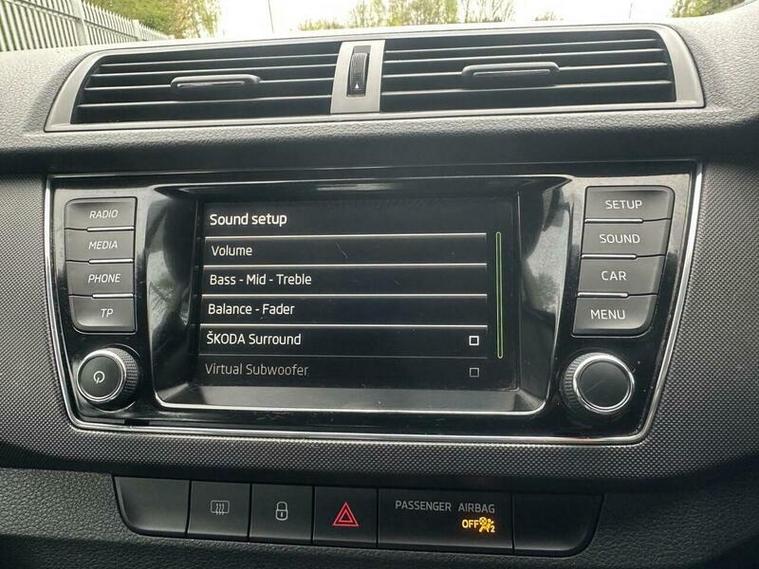 RADIO
MEDIA
PHONE
TP
Sound setup
Volume
Bass - Mid - Treble
Balance - Fader
ŠKODA Surround
Virtual Subwoofer
SETUP
SOUND
CAR
MENU
PASSENGER AIRBAG
OFF 2